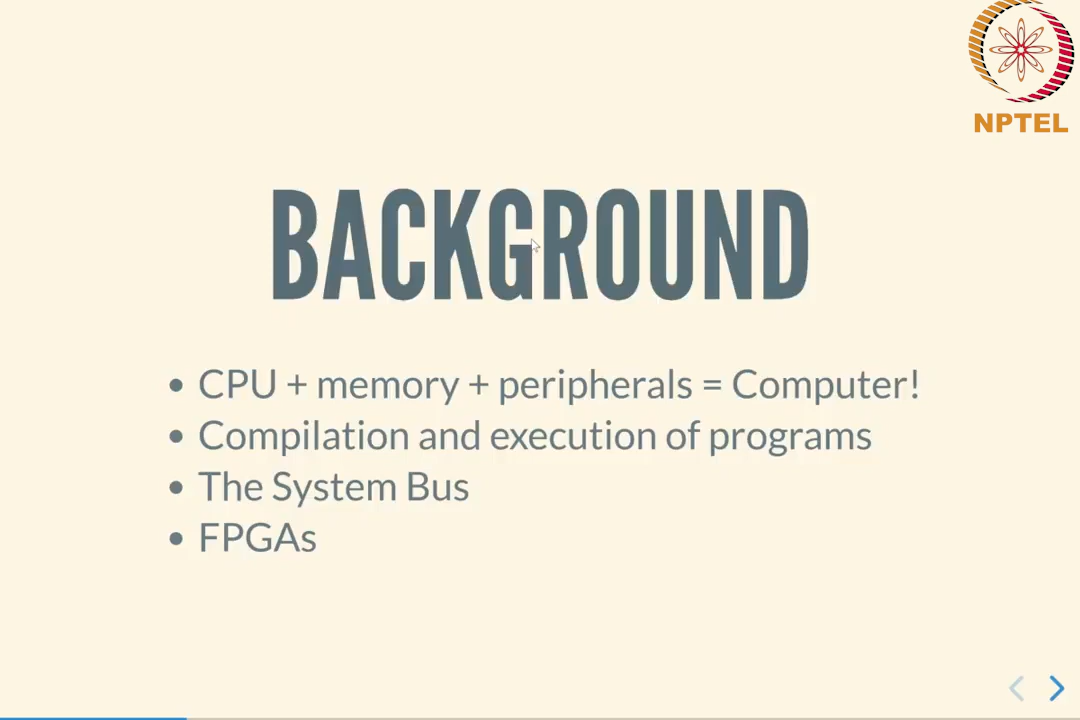 NPTEL
BACKGROUND
• CPU + memory + peripherals = Computer!
• Compilation and execution of programs
• The System Bus
• FPGAs